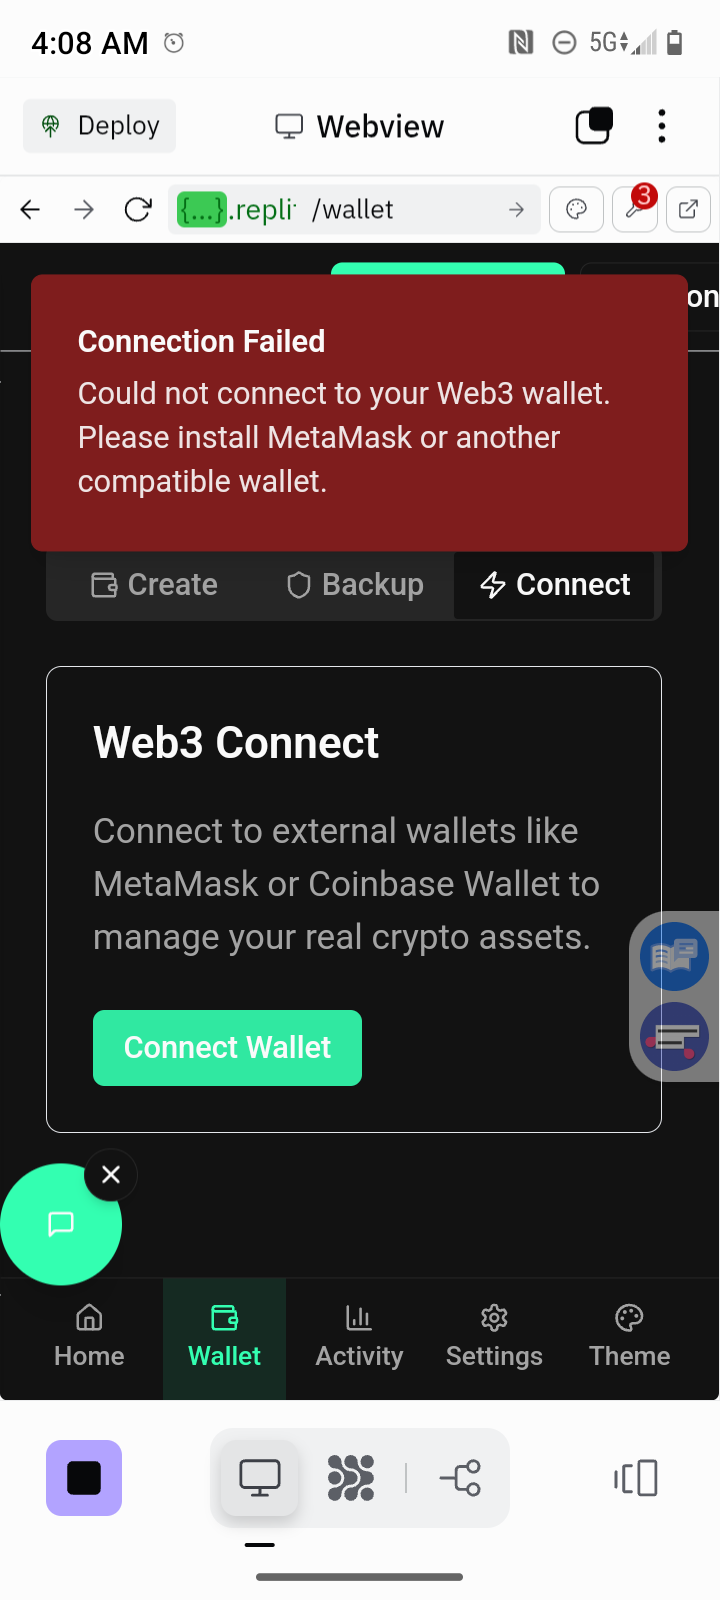 4:08 AM
5G
Deploy
Webview
{...}.repli
/wallet
3
on
Connection Failed
Could not connect to your Web3 wallet.
Please install MetaMask or another
compatible wallet.
Create
Backup
Connect
Web3 Connect
Connect to external wallets like
MetaMask or Coinbase Wallet to
manage your real crypto assets.
Connect Wallet
Home
Wallet
Activity
Settings
Theme